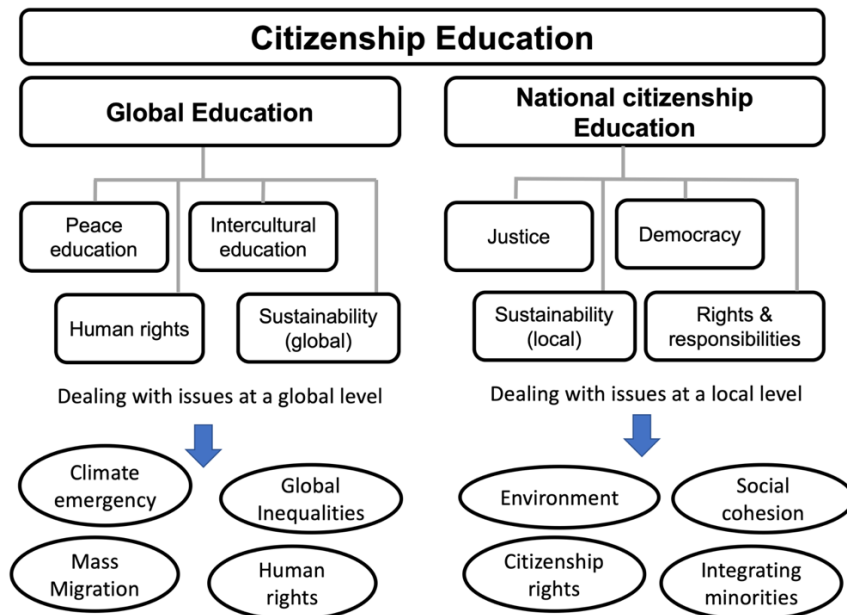 Citizenship Education
Global Education
Peace
education
Intercultural
education
Human rights
Sustainability
(global)
Dealing with issues at a global level
Climate
emergency
Global
Inequalities
Mass
Migration
Human
rights
National citizenship
Education
Justice
Democracy
Sustainability
(local)
Rights &
responsibilities
Dealing with issues at a local level
Environment
Social
cohesion
Citizenship
rights
Integrating
minorities